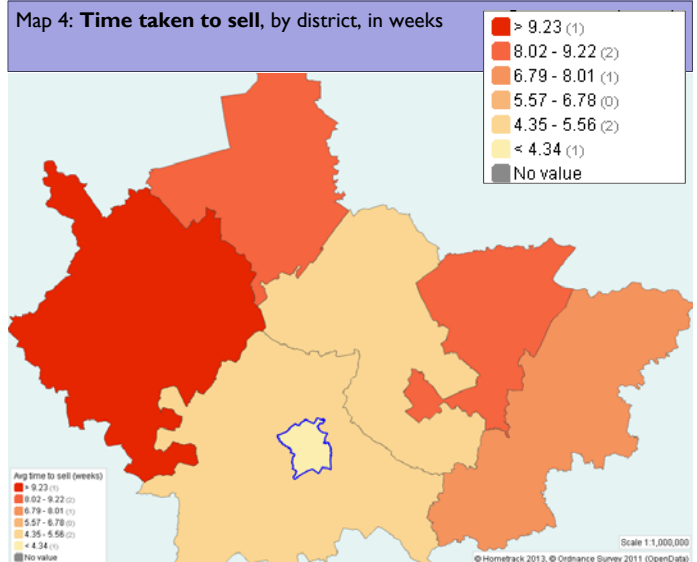 Map 4: Time taken to sell, by district, in weeks
> 9.23 (1)
8.02 - 9.22 (2)
6.79 - 8.01 (1)
5.57 - 6.78 (0)
4.35 - 5.56 (2)
< 4.34 (1)
No value
Avg time to sell (weeks)
> 9.23 (1)
8.02 - 9.22 (2)
6.79 - 8.01 (1)
5.57 - 6.78 (0)
4.35 - 5.56 (2)
< 4.34 (1)
No value
Scale 1:1,000,000
© Hometrack 2013, © Ordnance Survey 2011 (OpenData)